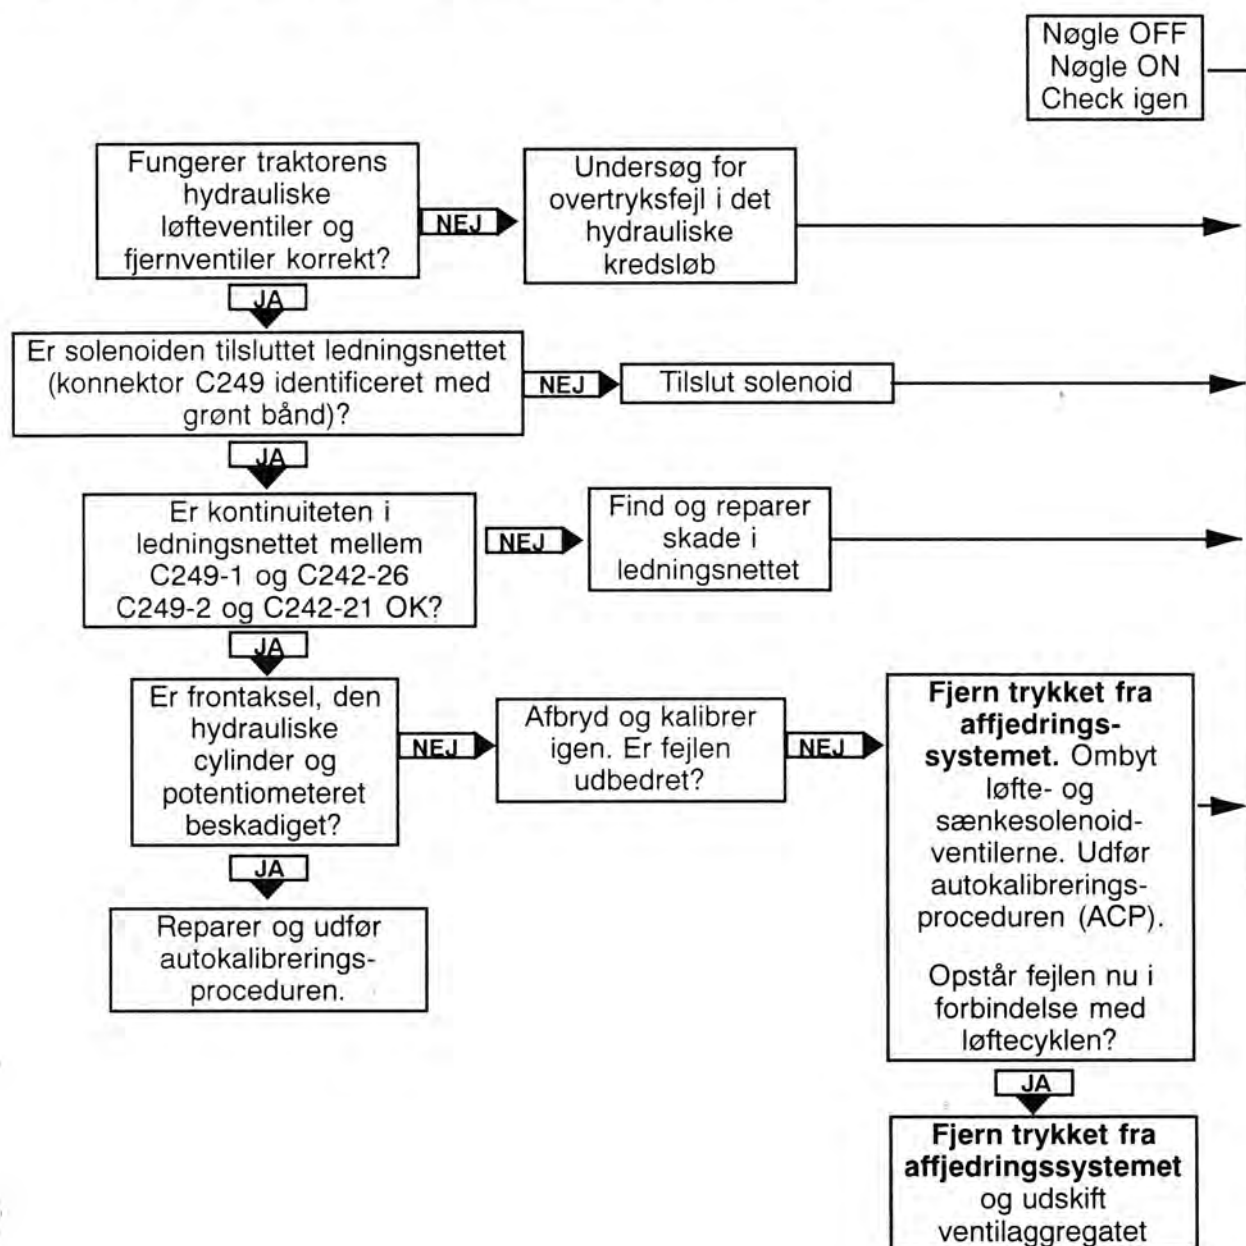 Nøgle OFF
Nøgle ON
Check igen
Fungerer traktorens
hydrauliske
løfteventiler og
fjernventiler korrekt?
NEJ
Undersøg for
overtryksfejl i det
hydrauliske
kredsløb
JA
Er solenoiden tilsluttet ledningsnettet
(konnektor C249 identificeret med
grønt bånd)?
NEJ
Tilslut solenoid
JA
Er kontinuiteten i
ledningsnettet mellem
C249-1 og C242-26
C249-2 og C242-21 OK?
NEJ
Find og reparer
skade i
ledningsnettet
JA
Er frontaksel, den
hydrauliske
cylinder og
potentiometeret
beskadiget?
NEJ
Afbryd og kalibrer
igen. Er fejlen
udbedret?
NEJ
Fjern trykket fra
affjedrings-
systemet. Ombyt
løfte- og
sænkesolenoid-
ventilerne. Udfør
autokalibrerings-
proceduren (ACP).
Opstår fejlen nu i
forbindelse med
løftecyklen?
JA
Reparer og udfør
autokalibrerings-
proceduren.
JA
Fjern trykket fra
affjedringssystemet
og udskift
ventilaggregatet